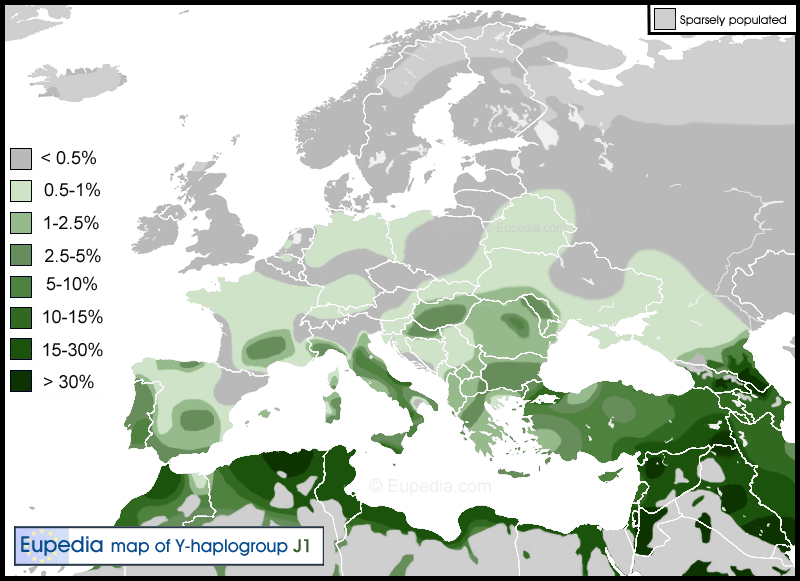 Sparsely populated
< 0.5%
0.5-1%
1-2.5%
2.5-5%
5-10%
10-15%
15-30%
> 30%
© Eupedia.com
© Eupedia.com
Eupedia map of Y-haplogroup J1